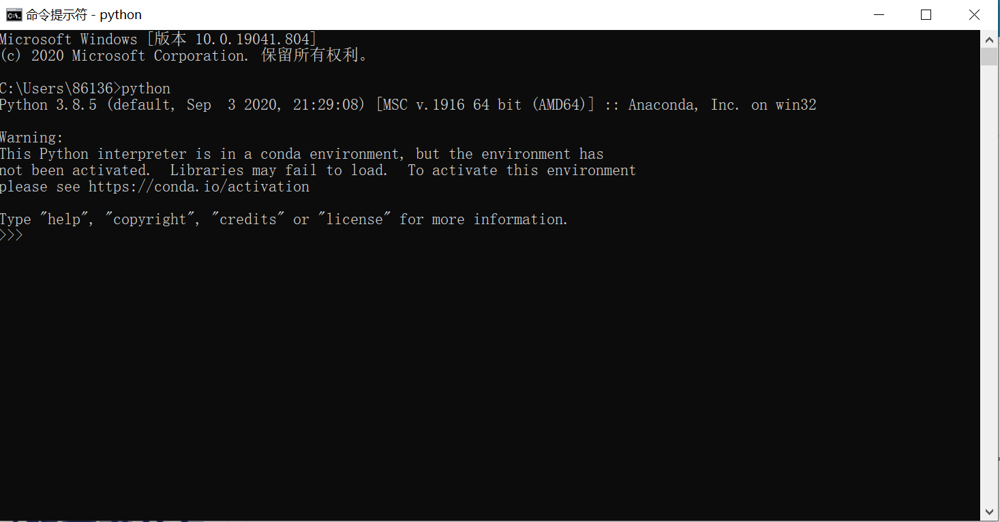 命令提示符 - python
Microsoft Windows [版本 10.0.19041.804]
(c) 2020 Microsoft Corporation. 保留所有权利。
C:\Users\86136>python
Python 3.8.5 (default, Sep  3 2020, 21:29:08) [MSC v.1916 64 bit (AMD64)] :: Anaconda, Inc. on win32
Warning:
This Python interpreter is in a conda environment, but the environment has
not been activated.  Libraries may fail to load.  To activate this environment
please see https://conda.io/activation
Type "help", "copyright", "credits" or "license" for more information.
>>>